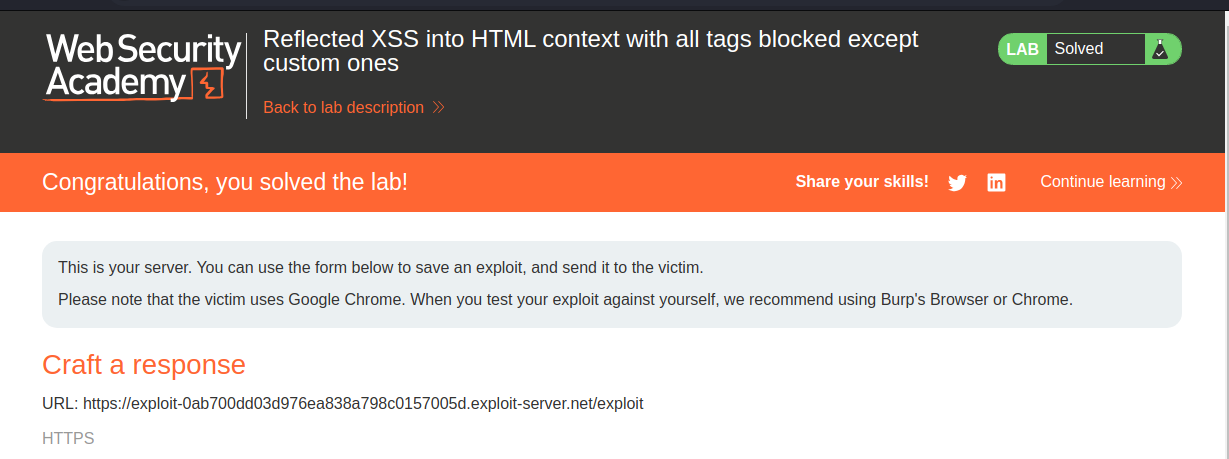 Web Security
Academy
Reflected XSS into HTML context with all tags blocked except
custom ones
Back to lab description
LAB Solved
Congratulations, you solved the lab!
Share your skills!
Continue learning
This is your server. You can use the form below to save an exploit, and send it to the victim.
Please note that the victim uses Google Chrome. When you test your exploit against yourself, we recommend using Burp's Browser or Chrome.
Craft a response
URL: https://exploit-0ab700dd03d976ea838a798c0157005d.exploit-server.net/exploit
HTTPS